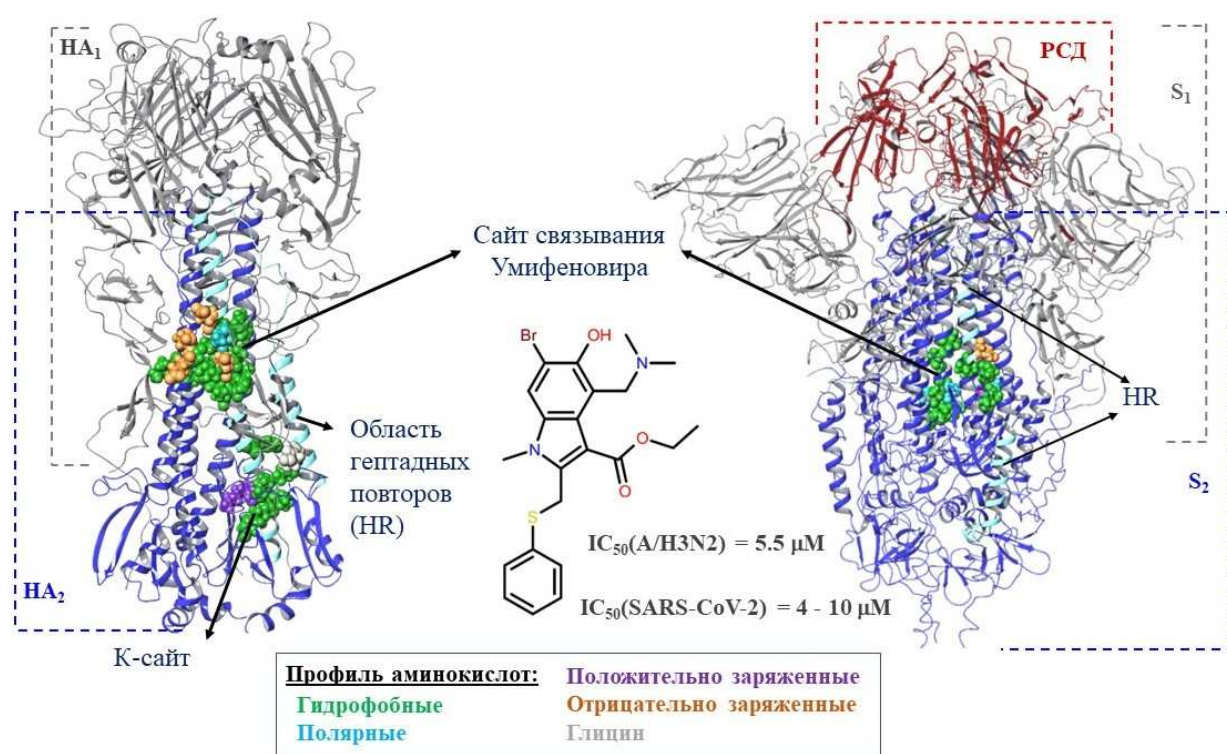 HA₁
РСД
S₁
Сайт связывания
Умифеновира
Br
OH
N
N
O
O
S
Область
гептадных
повторов
(HR)
HR
S₂
IC₅₀(A/H3N2) = 5.5 μM
IC₅₀(SARS-CoV-2) = 4 - 10 μM
HA₂
К-сайт
Профиль аминокислот:
Положительно заряженные
Гидрофобные
Отрицательно заряженные
Полярные
Глицин